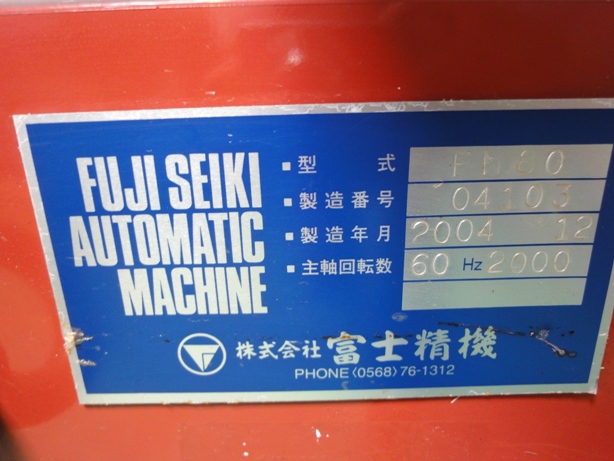 FUJI SEIKI
AUTOMATIC
MACHINE
▪型 式
▪製造番号 04103
▪製造年月 2004 12
▪主軸回転数 60 Hz 2000
株式会社 富士精機
PHONE〈0568〉76-1312